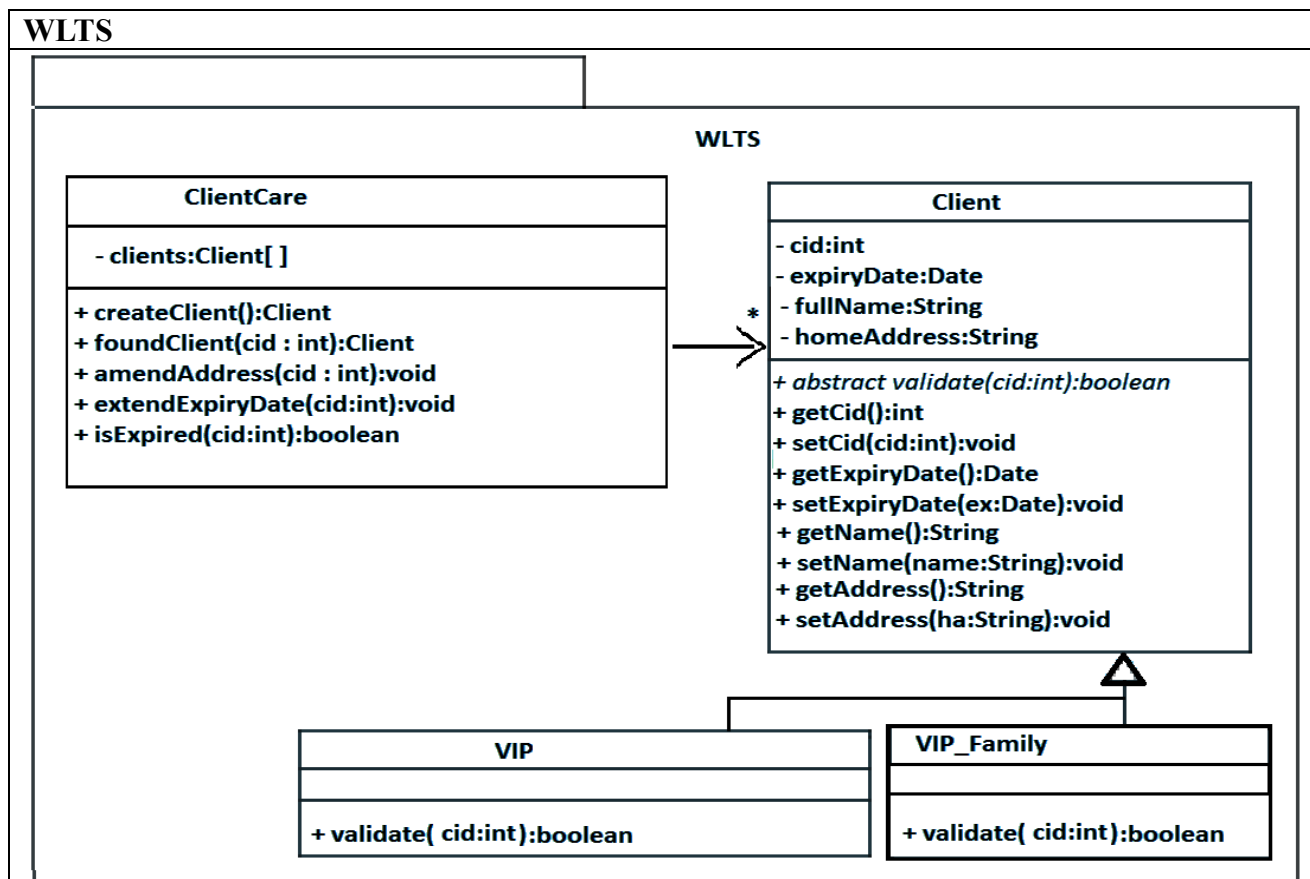 WLTS
WLTS
ClientCare
- clients:Client[ ]
+ createClient():Client
+ foundClient(cid : int):Client
+ amendAddress(cid : int):void
+ extendExpiryDate(cid:int):void
+ isExpired(cid:int):boolean
*
Client
- cid:int
- expiryDate:Date
- fullName:String
- homeAddress:String
+ abstract validate(cid:int):boolean
+ getCid():int
+ setCid(cid:int):void
+ getExpiryDate():Date
+ setExpiryDate(ex:Date):void
+ getName():String
+ setName(name:String):void
+ getAddress():String
+ setAddress(ha:String):void
VIP
+ validate( cid:int):boolean
VIP_Family
+ validate( cid:int):boolean